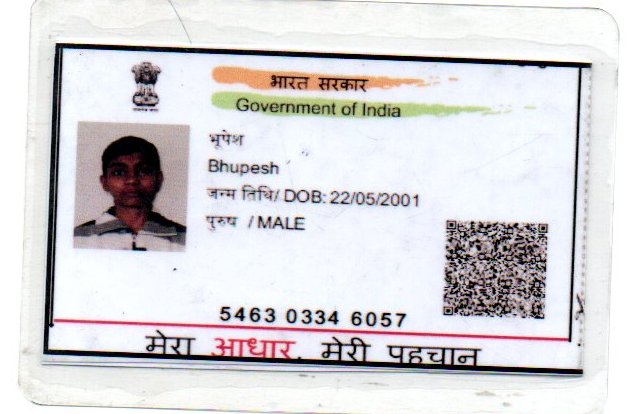 भारत सरकार
Government of India
भूपेश
Bhupesh
जन्म तिथि/ DOB: 22/05/2001
पुरुष / MALE
5463 0334 6057
मेरा आधार, मेरी पहचान